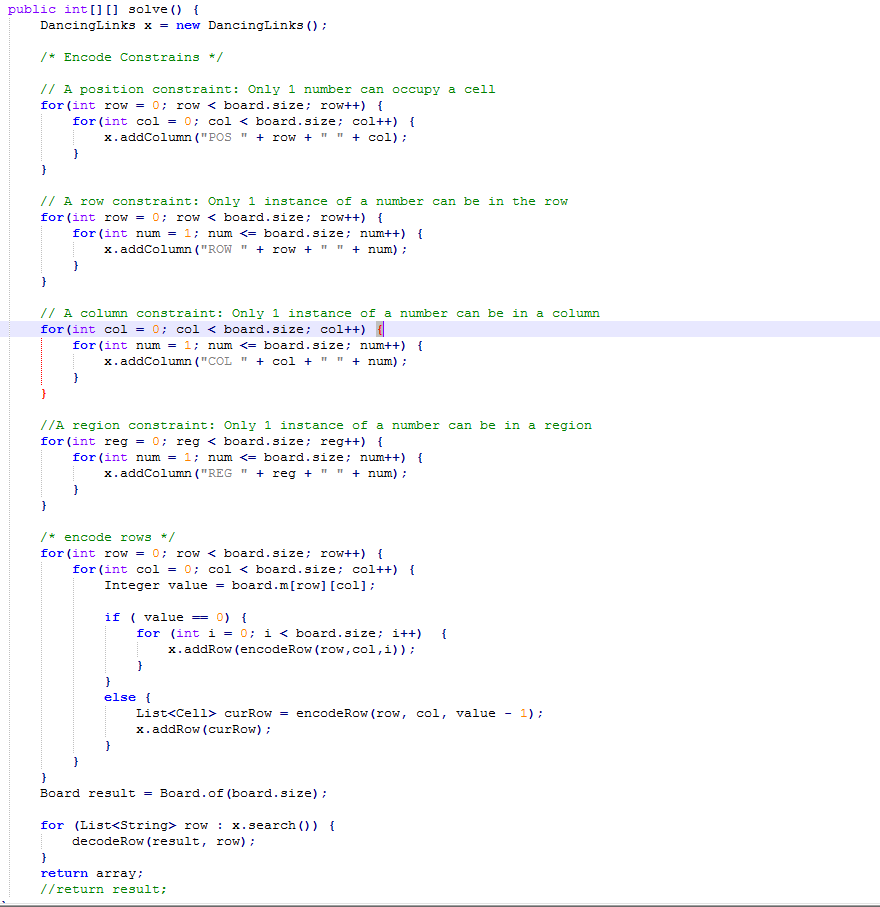 public int[][] solve() {
    DancingLinks x = new DancingLinks();
    /* Encode Constrains */
    // A position constraint: Only 1 number can occupy a cell
    for(int row = 0; row < board.size; row++) {
        for(int col = 0; col < board.size; col++) {
            x.addColumn("POS " + row + " " + col);
        }
    }
    // A row constraint: Only 1 instance of a number can be in the row
    for(int row = 0; row < board.size; row++) {
        for(int num = 1; num <= board.size; num++) {
            x.addColumn("ROW " + row + " " + num);
        }
    }
    // A column constraint: Only 1 instance of a number can be in a column
    for(int col = 0; col < board.size; col++) {
        for(int num = 1; num <= board.size; num++) {
            x.addColumn("COL " + col + " " + num);
        }
    }
    //A region constraint: Only 1 instance of a number can be in a region
    for(int reg = 0; reg < board.size; reg++) {
        for(int num = 1; num <= board.size; num++) {
            x.addColumn("REG " + reg + " " + num);
        }
    }
    /* encode rows */
    for(int row = 0; row < board.size; row++) {
        for(int col = 0; col < board.size; col++) {
            Integer value = board.m[row][col];
            if ( value == 0) {
                for (int i = 0; i < board.size; i++)  {
                    x.addRow(encodeRow(row,col,i));
                }
            }
            else {
                List<Cell> curRow = encodeRow(row, col, value - 1);
                x.addRow(curRow);
            }
        }
    }
    Board result = Board.of(board.size);
    for (List<String> row : x.search()) {
        decodeRow(result, row);
    }
    return array;
    //return result;